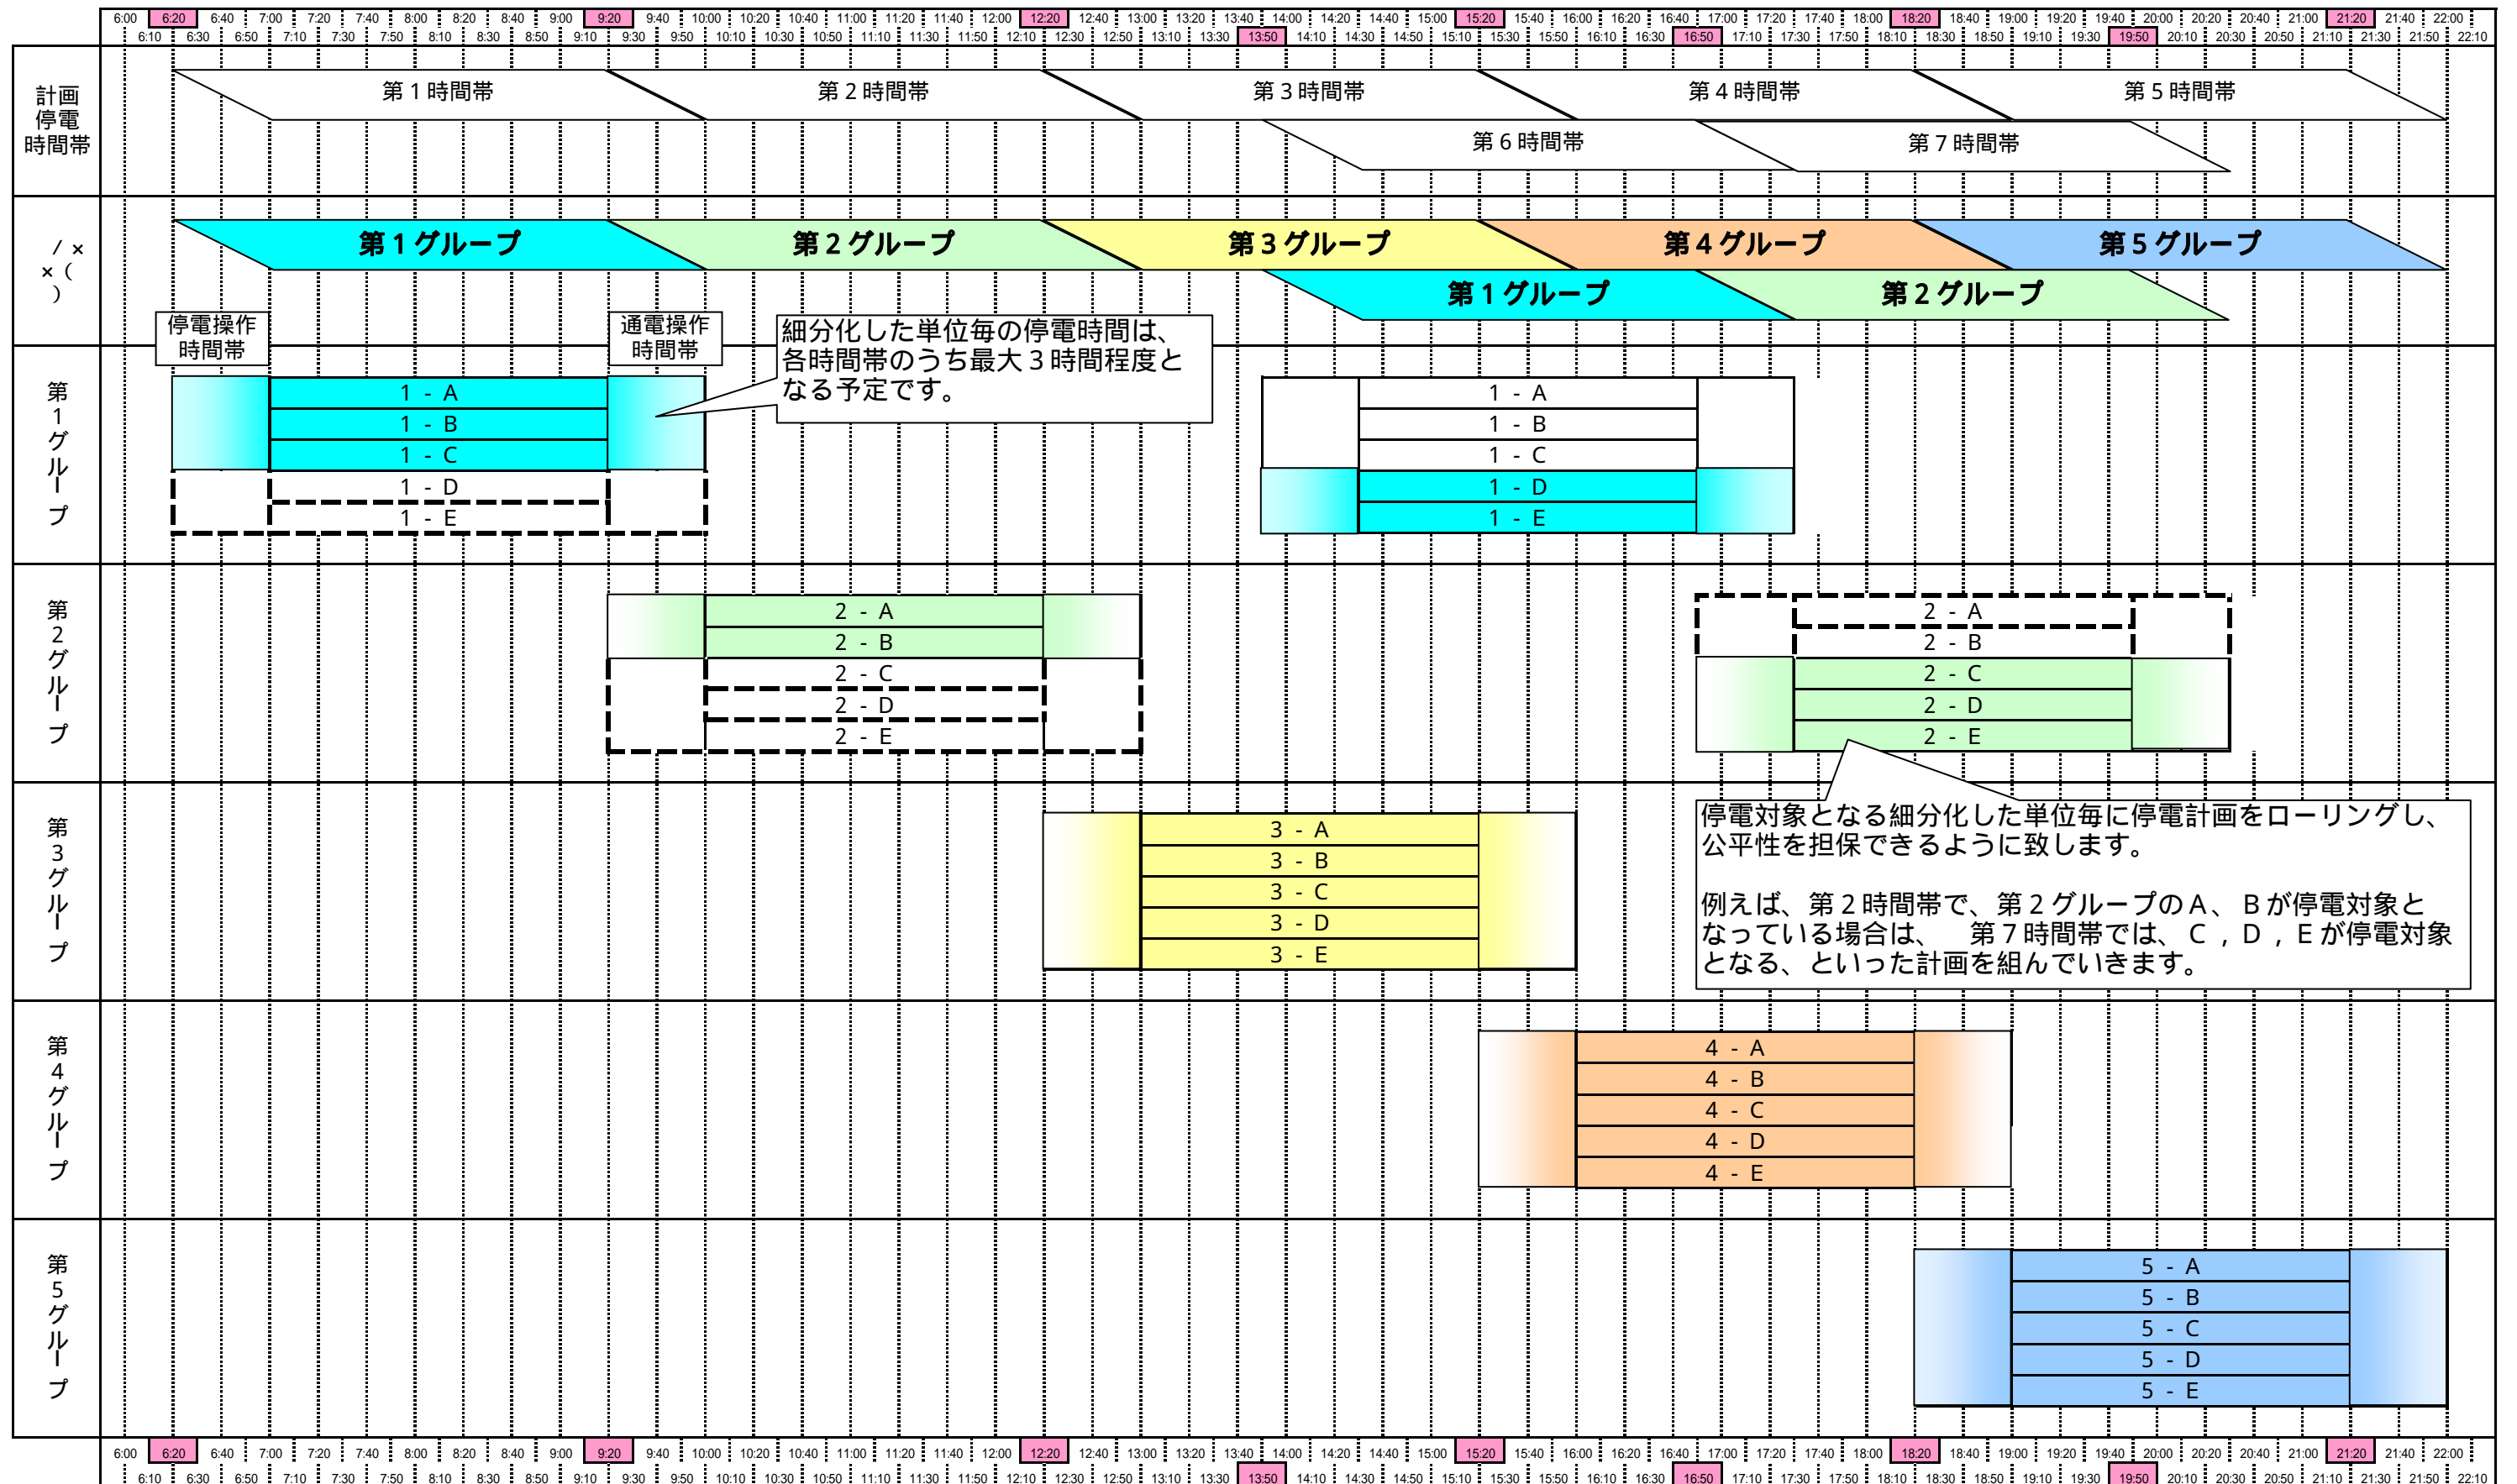 6:00 6:20 6:40 7:00 7:20 7:40 8:00 8:20 8:40 9:00 9:20 9:40 10:00 10:20 10:40 11:00 11:20 11:40 12:00 12:20 12:40 13:00 13:20 13:40 14:00 14:20 14:40 15:00 15:20 15:40 16:00 16:20 16:40 17:00 17:20 17:40 18:00 18:20 18:40 19:00 19:20 19:40 20:00 20:20 20:40 21:00 21:20 21:40 22:00
6:10 6:30 6:50 7:10 7:30 7:50 8:10 8:30 8:50 9:10 9:30 9:50 10:10 10:30 10:50 11:10 11:30 11:50 12:10 12:30 12:50 13:10 13:30 13:50 14:10 14:30 14:50 15:10 15:30 15:50 16:10 16:30 16:50 17:10 17:30 17:50 18:10 18:30 18:50 19:10 19:30 19:50 20:10 20:30 20:50 21:10 21:30 21:50 22:10
計画
停電
時間帯
第1時間帯 第2時間帯 第3時間帯 第4時間帯 第5時間帯
第6時間帯 第7時間帯
/×
×(
)
第1グループ 第2グループ 第3グループ 第4グループ 第5グループ
第1グループ 第2グループ
停電操作
時間帯
通電操作
時間帯
細分化した単位毎の停電時間は、
各時間帯のうち最大3時間程度と
なる予定です。
第1グループ
1 - A
1 - B
1 - C
1 - D
1 - E
1 - A
1 - B
1 - C
1 - D
1 - E
第2グループ
2 - A
2 - B
2 - C
2 - D
2 - E
2 - A
2 - B
2 - C
2 - D
2 - E
第3グループ
3 - A
3 - B
3 - C
3 - D
3 - E
停電対象となる細分化した単位毎に停電計画をローリングし、
公平性を担保できるように致します。
例えば、第2時間帯で、第2グループのA、Bが停電対象と
なっている場合は、　第7時間帯では、C,D,Eが停電対象
となる、といった計画を組んでいきます。
第4グループ
4 - A
4 - B
4 - C
4 - D
4 - E
第5グループ
5 - A
5 - B
5 - C
5 - D
5 - E
6:00 6:20 6:40 7:00 7:20 7:40 8:00 8:20 8:40 9:00 9:20 9:40 10:00 10:20 10:40 11:00 11:20 11:40 12:00 12:20 12:40 13:00 13:20 13:40 14:00 14:20 14:40 15:00 15:20 15:40 16:00 16:20 16:40 17:00 17:20 17:40 18:00 18:20 18:40 19:00 19:20 19:40 20:00 20:20 20:40 21:00 21:20 21:40 22:00
6:10 6:30 6:50 7:10 7:30 7:50 8:10 8:30 8:50 9:10 9:30 9:50 10:10 10:30 10:50 11:10 11:30 11:50 12:10 12:30 12:50 13:10 13:30 13:50 14:10 14:30 14:50 15:10 15:30 15:50 16:10 16:30 16:50 17:10 17:30 17:50 18:10 18:30 18:50 19:10 19:30 19:50 20:10 20:30 20:50 21:10 21:30 21:50 22:10